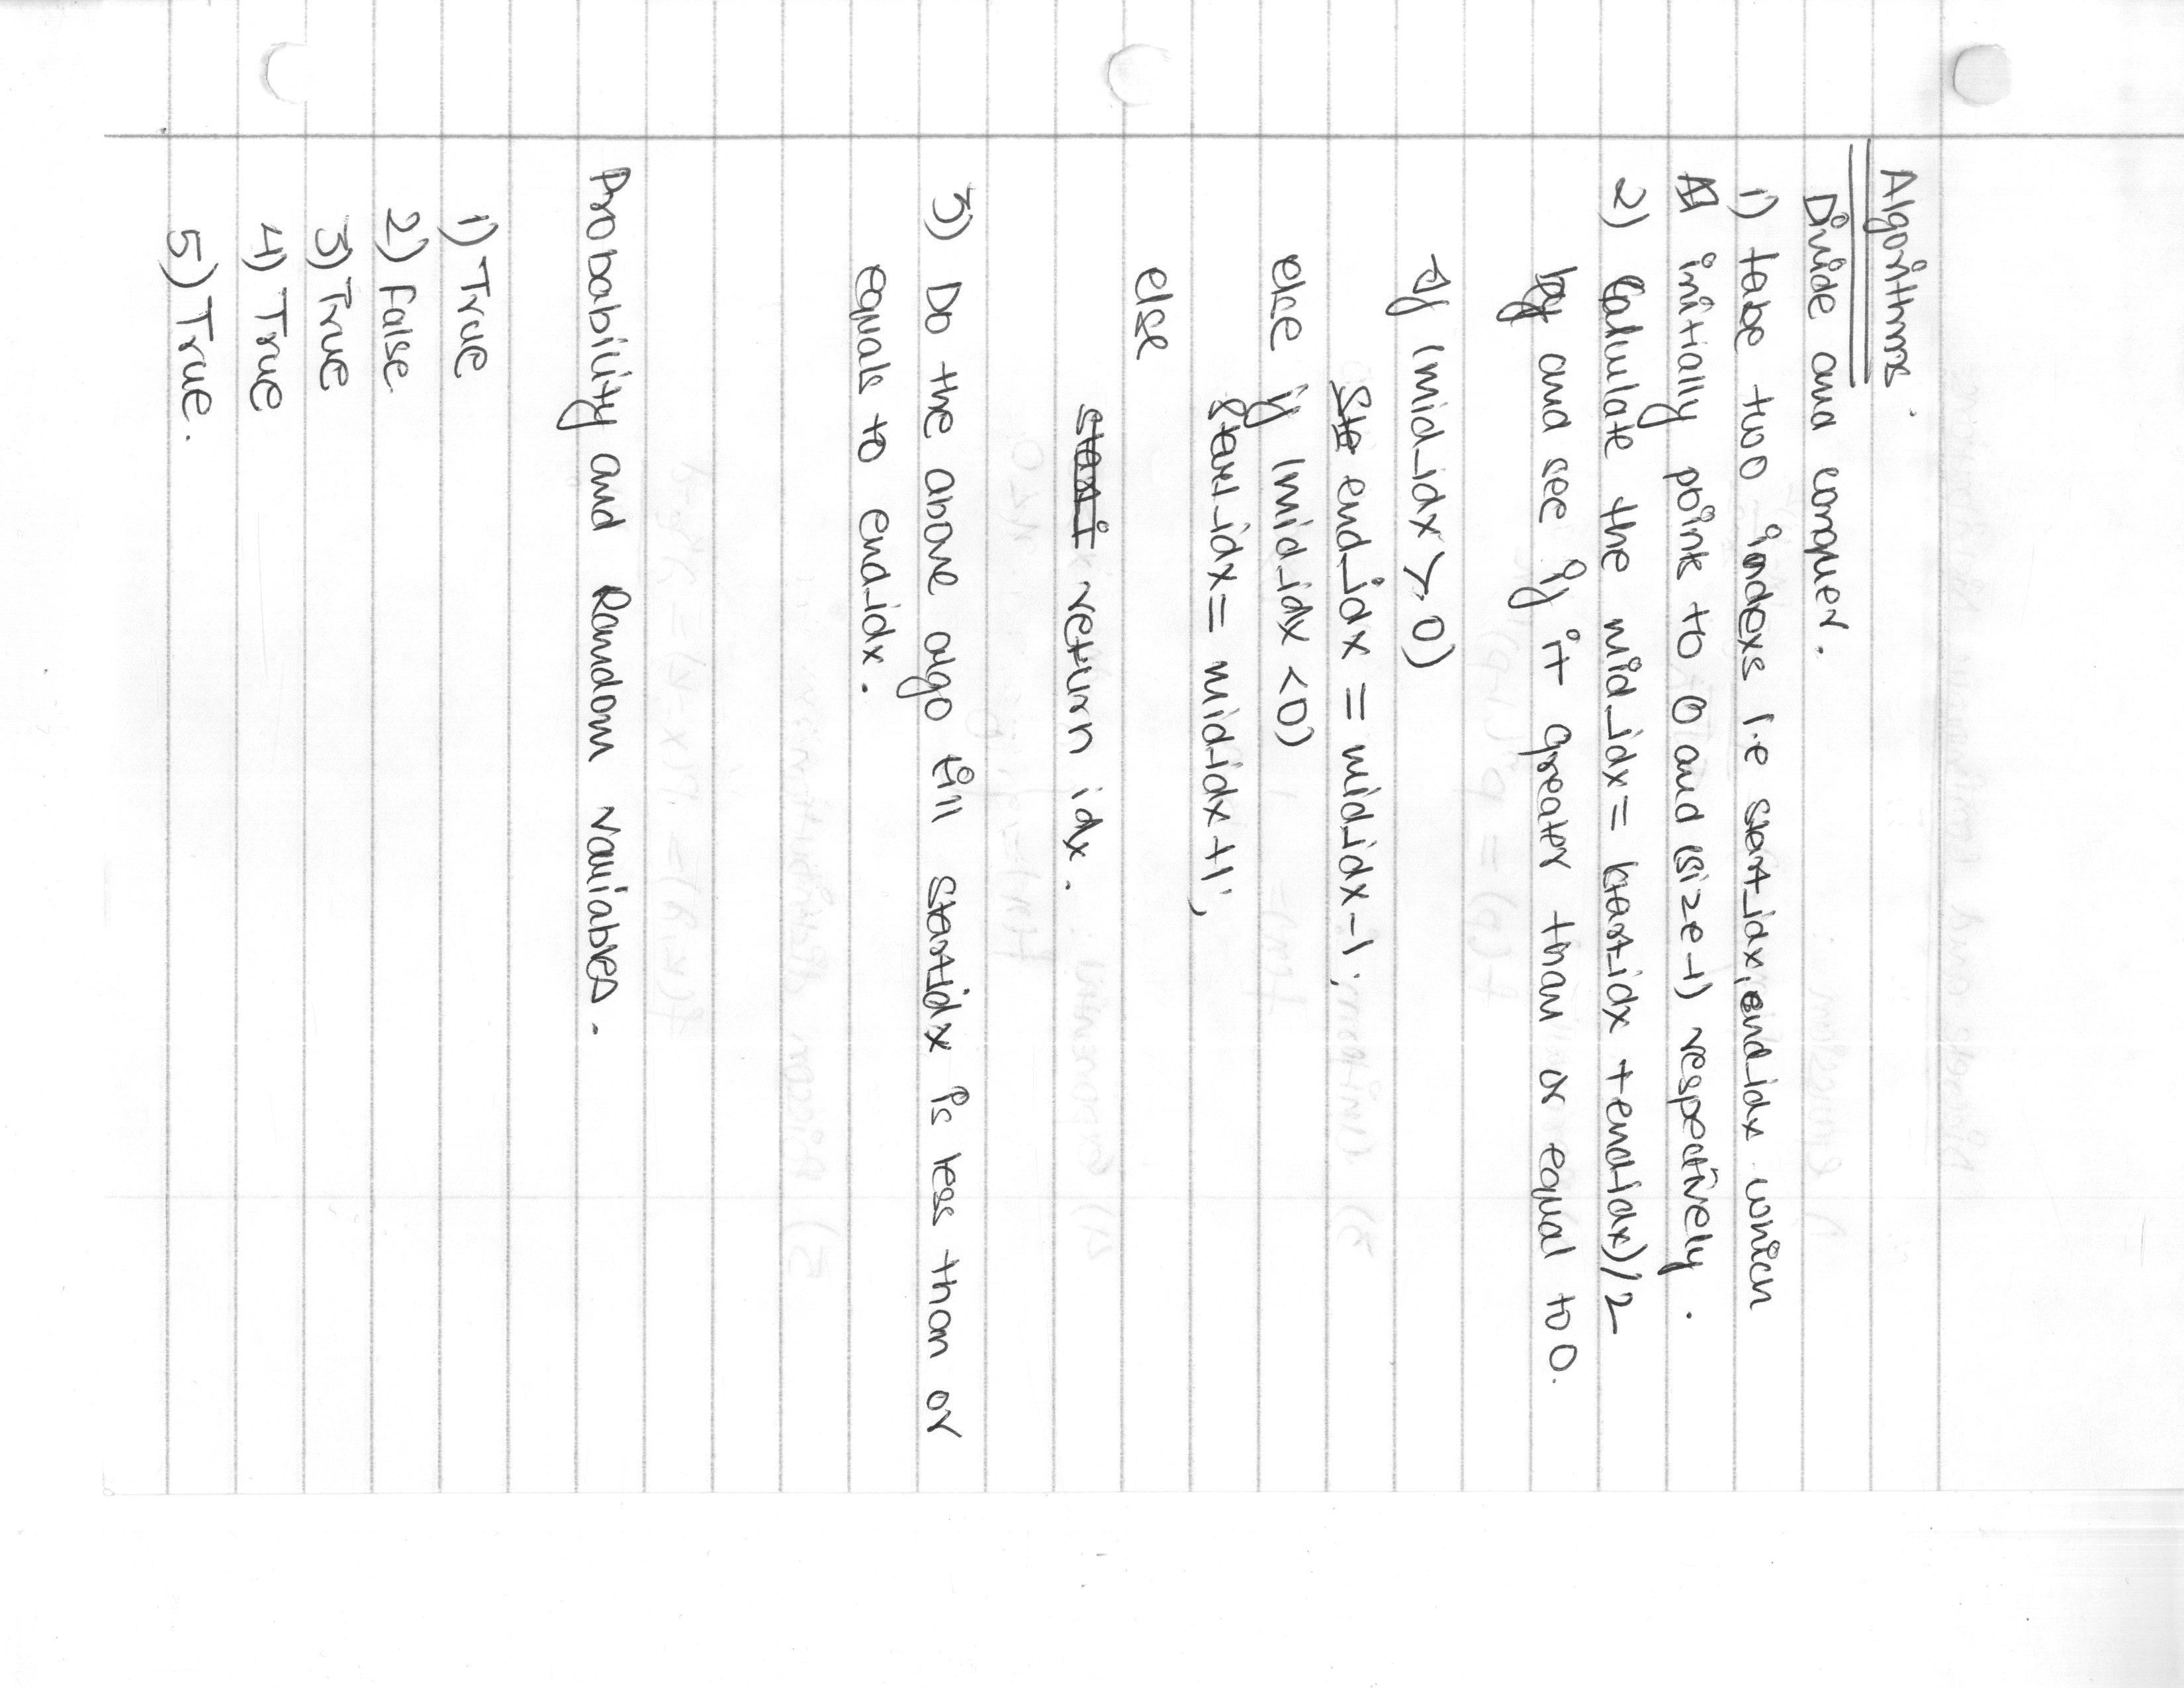 Algorithms
Divide and conquer.
1) take two indexs i.e start_idx, end_idx which
initially point to 0 and (size-1) respectively.
2) Calculate the mid_idx = (start_idx + end_idx)/2
and see if it greater than or equal to 0.
If (mid_idx > 0)
end_idx = mid_idx-1;
else if (mid_idx < 0)
start_idx = mid_idx+1;
else
return idx.
3) Do the above algo till start_idx is less than or
equals to end_idx.
Probability and Random variables.
1) True
2) False.
3) True
4) True
5) True.